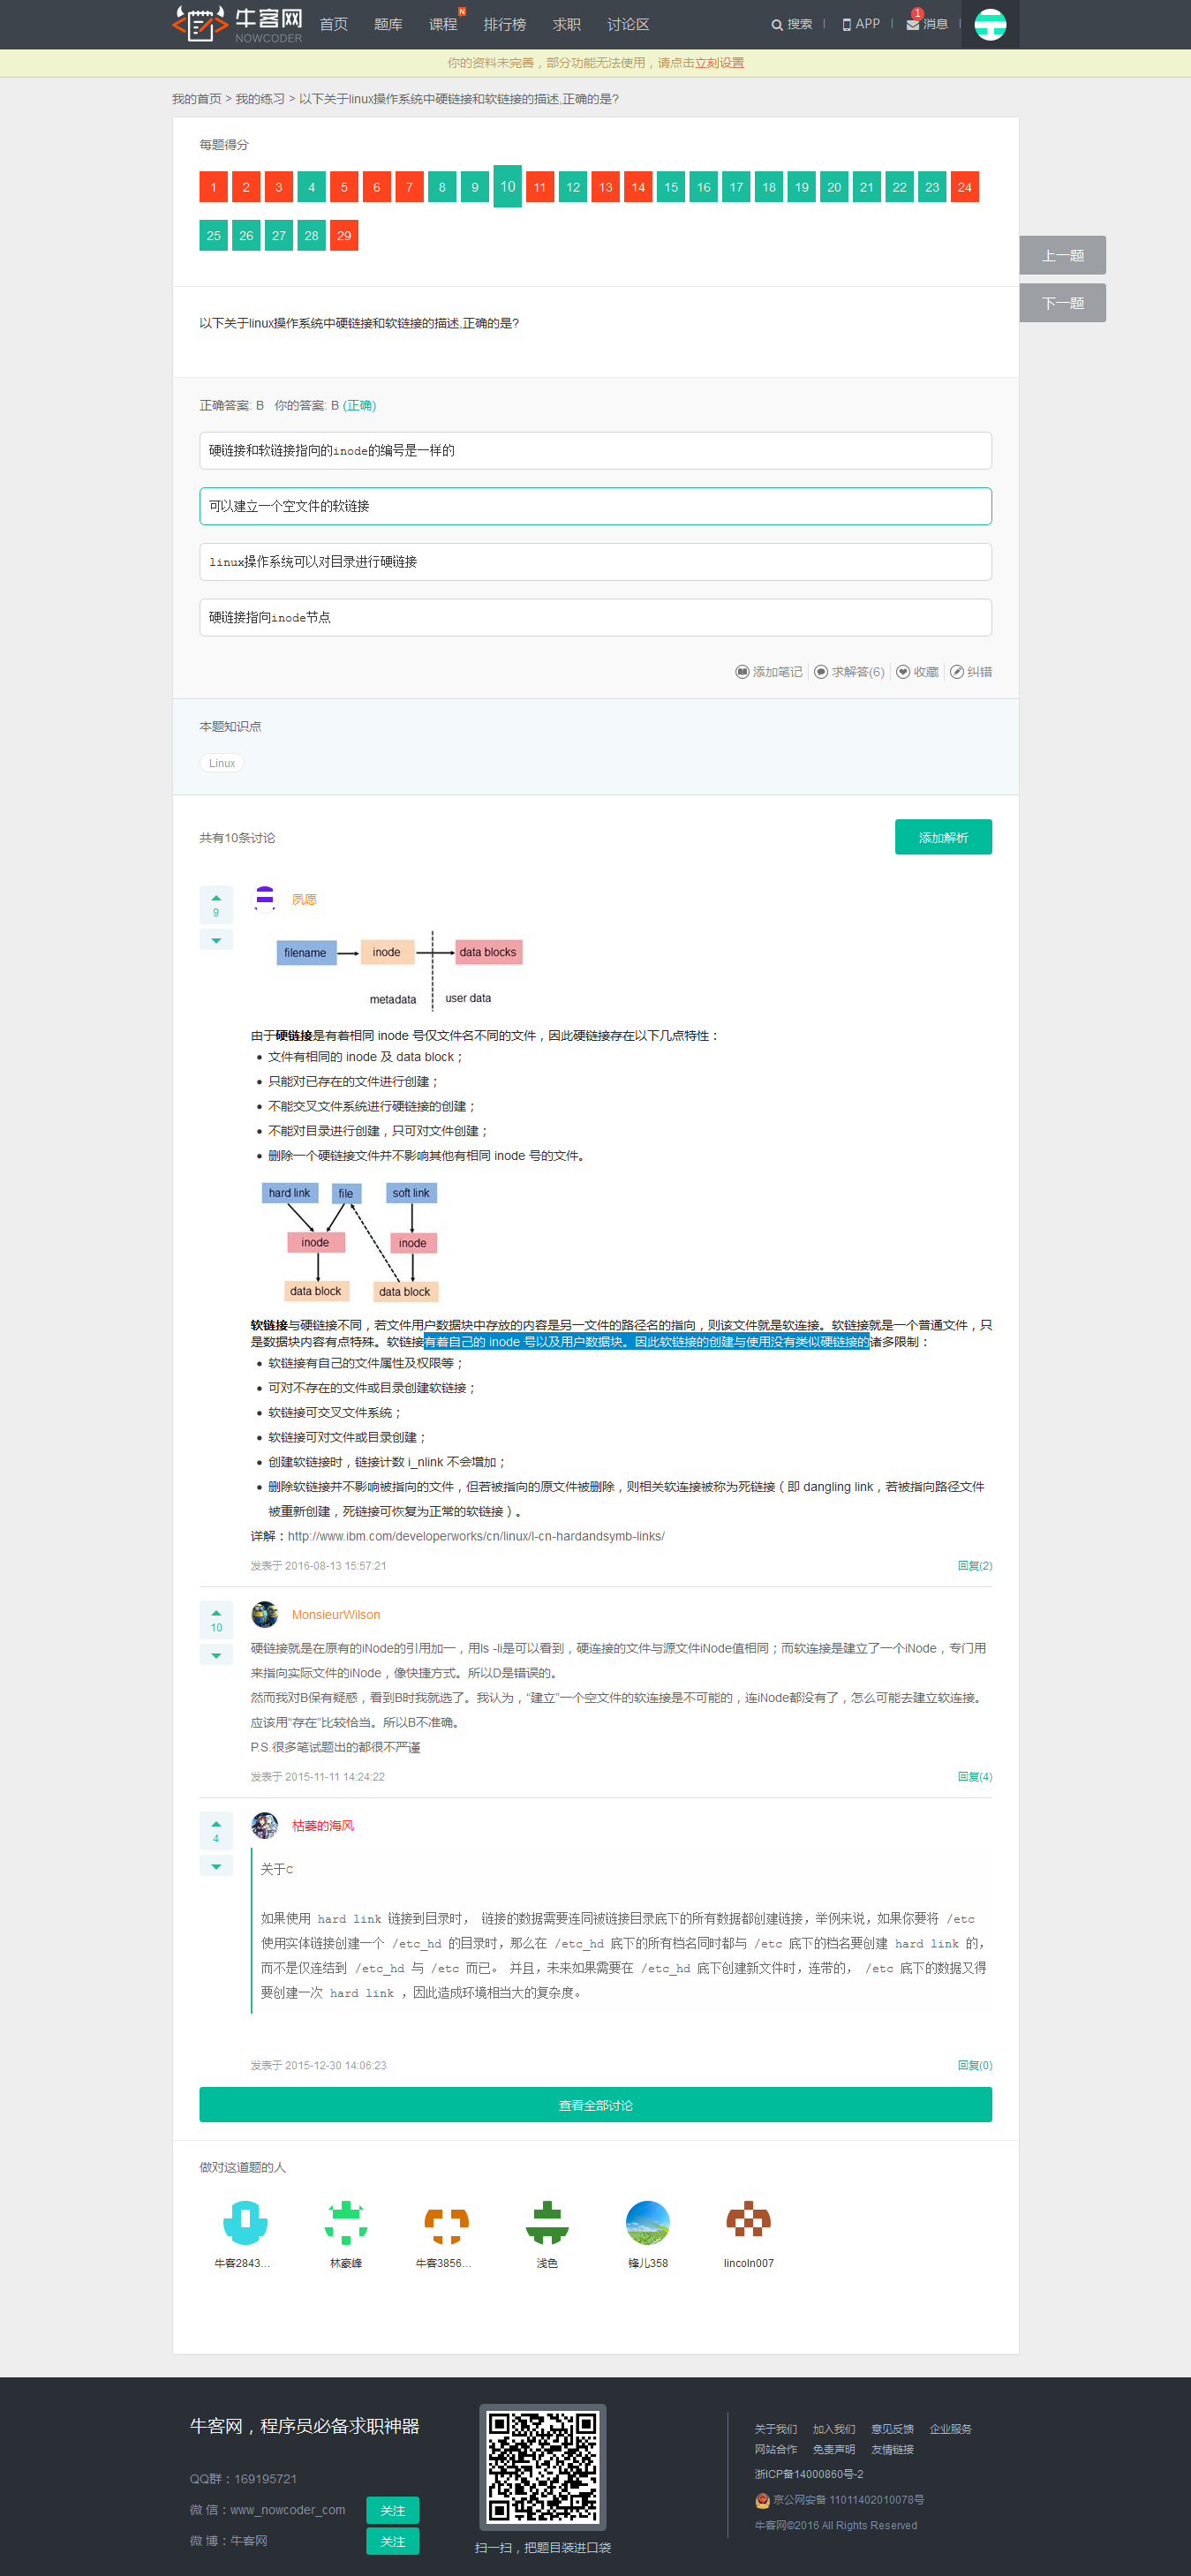 牛客网
NOWCODER
首页 题库 课程 N 排行榜 求职 讨论区 搜索 APP 消息 1
你的资料未完善，部分功能无法使用，请点击立刻设置
我的首页 > 我的练习 > 以下关于linux操作系统中硬链接和软链接的描述,正确的是?
每题得分
1 2 3 4 5 6 7 8 9 10 11 12 13 14 15 16 17 18 19 20 21 22 23 24
25 26 27 28 29
上一题
下一题
以下关于linux操作系统中硬链接和软链接的描述,正确的是?
正确答案: B 你的答案: B (正确)
硬链接和软链接指向的inode的编号是一样的
可以建立一个空文件的软链接
linux操作系统可以对目录进行硬链接
硬链接指向inode节点
添加笔记 求解答(6) 收藏 纠错
本题知识点
Linux
共有10条讨论
添加解析
9
夙愿
filename inode data blocks
metadata user data
由于硬链接是有着相同 inode 号仅文件名不同的文件，因此硬链接存在以下几点特性：
• 文件有相同的 inode 及 data block；
• 只能对已存在的文件进行创建；
• 不能交叉文件系统进行硬链接的创建；
• 不能对目录进行创建，只可对文件创建；
• 删除一个硬链接文件并不影响其他有相同 inode 号的文件。
hard link file soft link
inode inode
data block data block
软链接与硬链接不同，若文件用户数据块中存放的内容是另一文件的路径名的指向，则该文件就是软连接。软链接就是一个普通文件，只
是数据块内容有点特殊。软链接有着自己的 inode 号以及用户数据块。因此软链接的创建与使用没有类似硬链接的诸多限制：
• 软链接有自己的文件属性及权限等；
• 可对不存在的文件或目录创建软链接；
• 软链接可交叉文件系统；
• 软链接可对文件或目录创建；
• 创建软链接时，链接计数 i_nlink 不会增加；
• 删除软链接并不影响被指向的文件，但若被指向的原文件被删除，则相关软连接被称为死链接（即 dangling link，若被指向路径文件
被重新创建，死链接可恢复为正常的软链接）。
详解：http://www.ibm.com/developerworks/cn/linux/l-cn-hardandsymb-links/
发表于 2016-08-13 15:57:21 回复(2)
10
MonsieurWilson
硬链接就是在原有的iNode的引用加一，用ls -li是可以看到，硬连接的文件与源文件iNode值相同；而软连接是建立了一个iNode，专门用
来指向实际文件的iNode，像快捷方式。所以D是错误的。
然而我对B保有疑惑，看到B时我就选了。我认为，“建立”一个空文件的软连接是不可能的，连iNode都没有了，怎么可能去建立软连接。
应该用“存在”比较恰当。所以B不准确。
P.S.很多笔试题出的都很不严谨
发表于 2015-11-11 14:24:22 回复(4)
4
枯萎的海风
关于C
如果使用 hard link 链接到目录时， 链接的数据需要连同被链接目录底下的所有数据都创建链接，举例来说，如果你要将 /etc
使用实体链接创建一个 /etc_hd 的目录时，那么在 /etc_hd 底下的所有档名同时都与 /etc 底下的档名要创建 hard link 的，
而不是仅连结到 /etc_hd 与 /etc 而已。 并且，未来如果需要在 /etc_hd 底下创建新文件时，连带的， /etc 底下的数据又得
要创建一次 hard link ，因此造成环境相当大的复杂度。
发表于 2015-12-30 14:06:23 回复(0)
查看全部讨论
做对这道题的人
牛客2843... 林豪峰 牛客3856... 浅色 锋儿358 lincoln007
牛客网，程序员必备求职神器
QQ群：169195721
微 信：www_nowcoder_com 关注
微 博：牛客网 关注
扫一扫，把题目装进口袋
关于我们 加入我们 意见反馈 企业服务
网站合作 免责声明 友情链接
浙ICP备14000860号-2
京公网安备 11011402010078号
牛客网©2016 All Rights Reserved